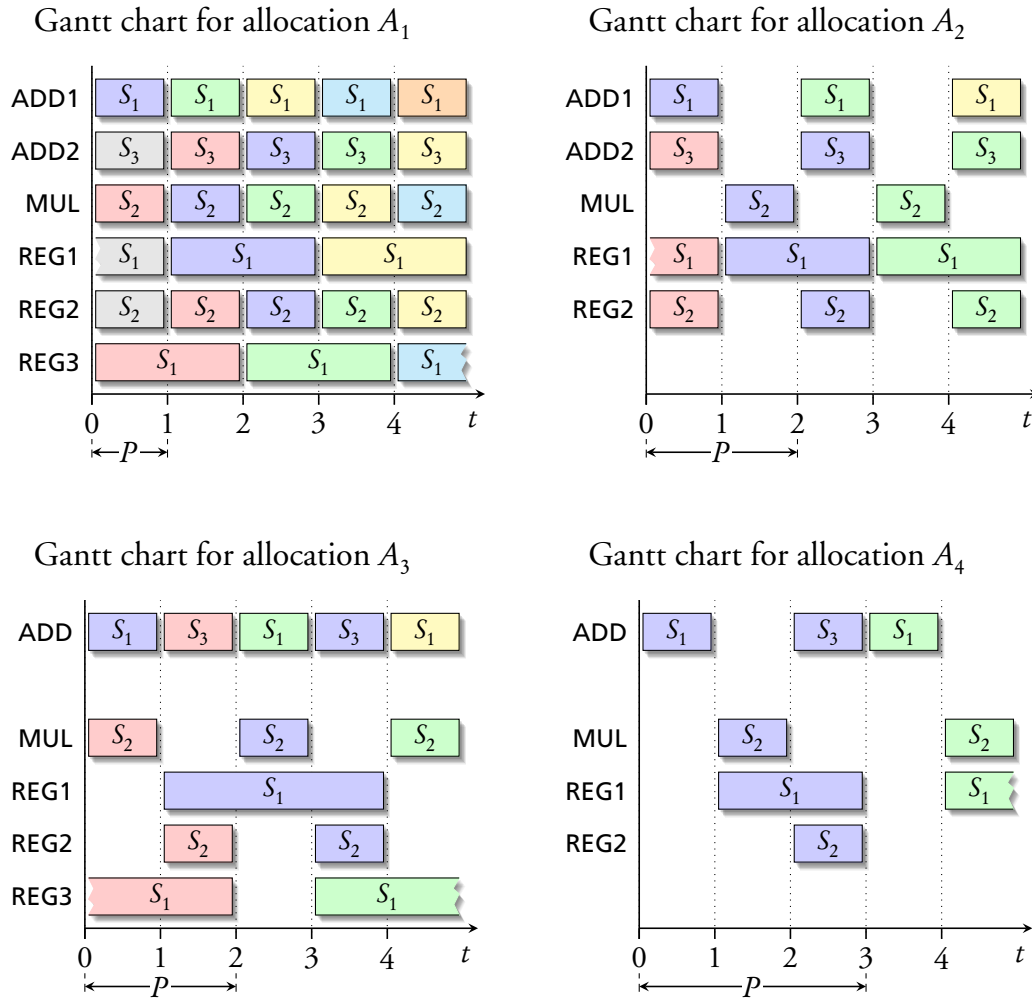 Gantt chart for allocation A₁
ADD1 S₁ S₁ S₁ S₁ S₁
ADD2 S₃ S₃ S₃ S₃ S₃
MUL S₂ S₂ S₂ S₂ S₂
REG1 S₁ S₁ S₁
REG2 S₂ S₂ S₂ S₂ S₂
REG3 S₁ S₁ S₁
0 1 2 3 4 t
P
Gantt chart for allocation A₂
ADD1 S₁ S₁ S₁
ADD2 S₃ S₃ S₃
MUL S₂ S₂
REG1 S₁ S₁ S₁
REG2 S₂ S₂ S₂
0 1 2 3 4 t
P
Gantt chart for allocation A₃
ADD S₁ S₃ S₁ S₃ S₁
MUL S₂ S₂ S₂
REG1 S₁
REG2 S₂ S₂
REG3 S₁ S₁
0 1 2 3 4 t
P
Gantt chart for allocation A₄
ADD S₁ S₃ S₁
MUL S₂ S₂
REG1 S₁ S₁
REG2 S₂
0 1 2 3 4 t
P